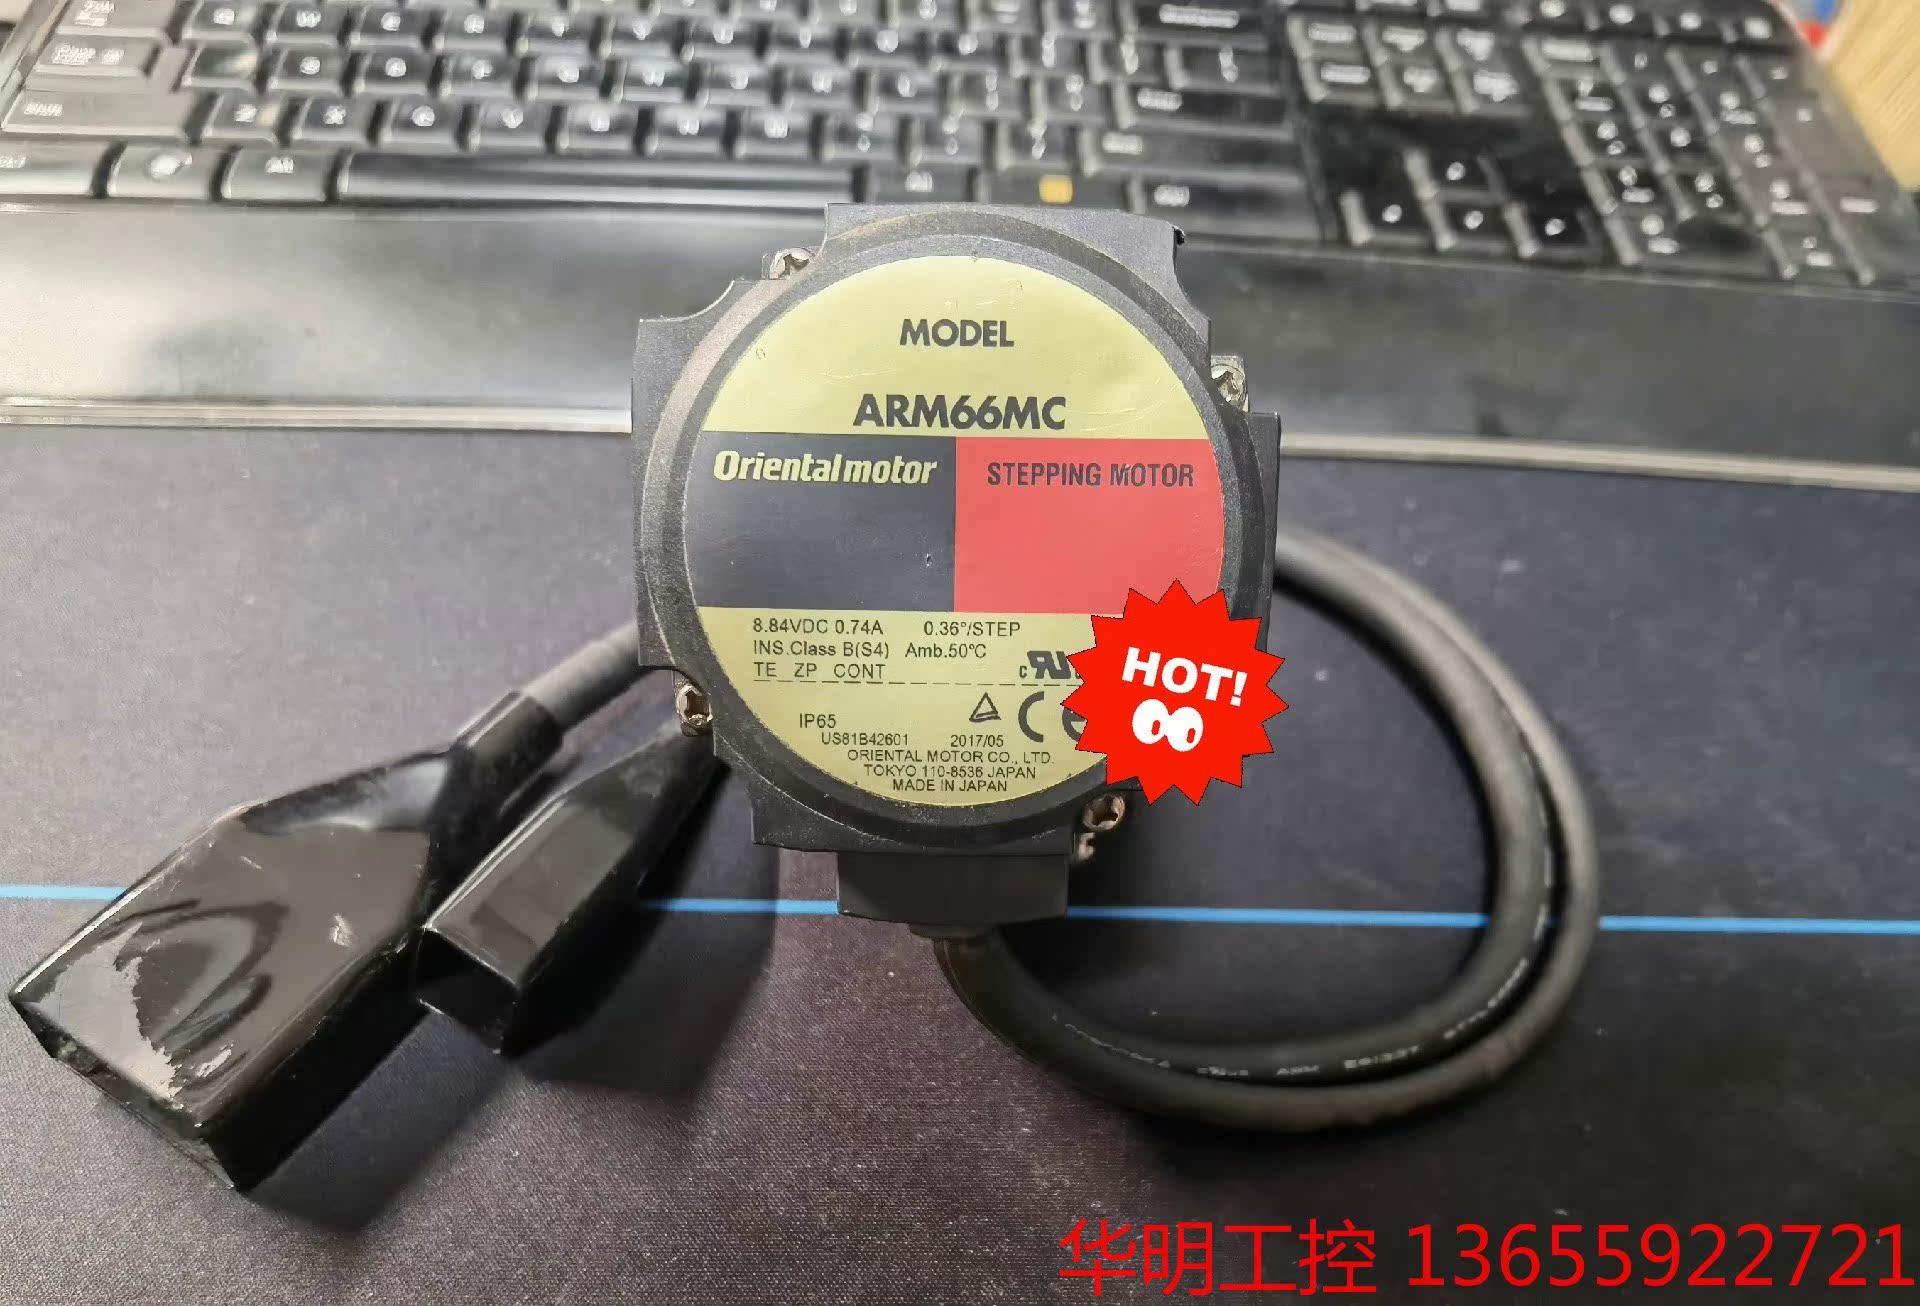 MODEL
ARM66MC
Orientalmotor
STEPPING MOTOR
8.84VDC 0.74A 0.36°/STEP
INS.Class B(S4) Amb.50℃
TE ZP CONT
IP65
US81B42601 2017/05
ORIENTAL MOTOR CO., LTD.
TOKYO 110-8536 JAPAN
MADE IN JAPAN
HOT!
华明工控 13655922721